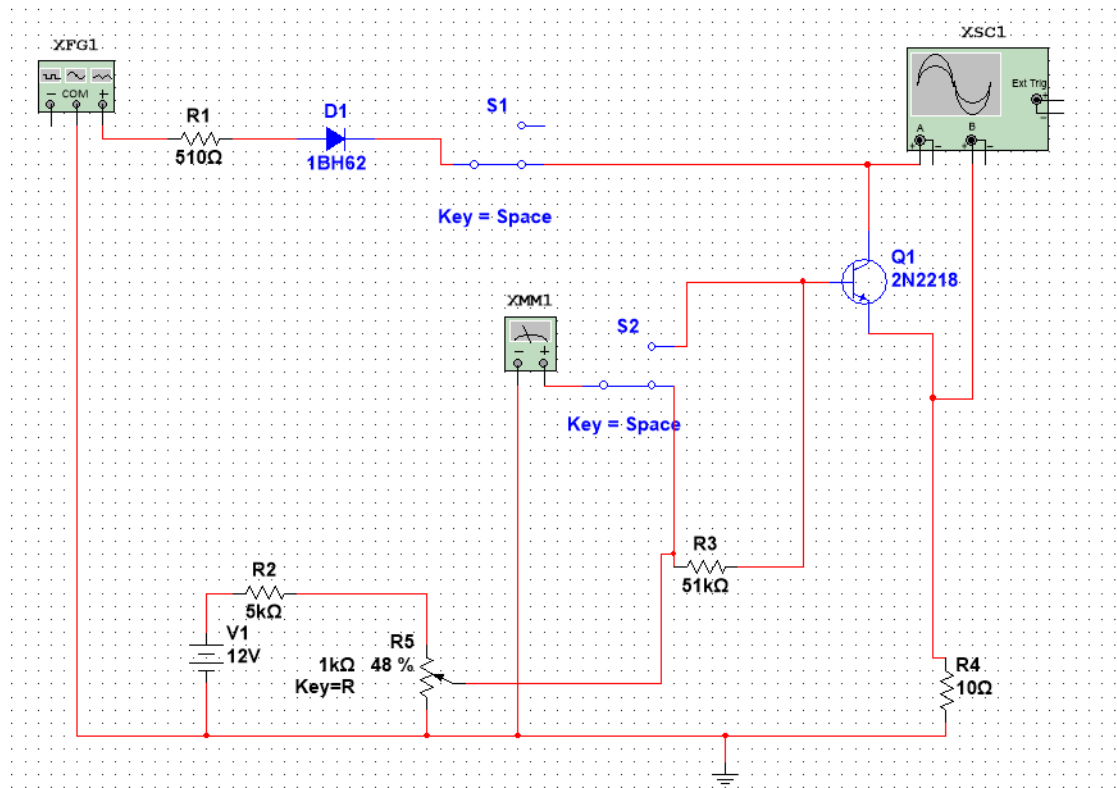 XFG1
COM
R1
510Ω
D1
1BH62
S1
Key = Space
XSC1
Ext Trig
A
B
Q1
2N2218
XMM1
S2
Key = Space
R3
51kΩ
R2
5kΩ
V1
12V
R5
1kΩ 48 %
Key=R
R4
10Ω